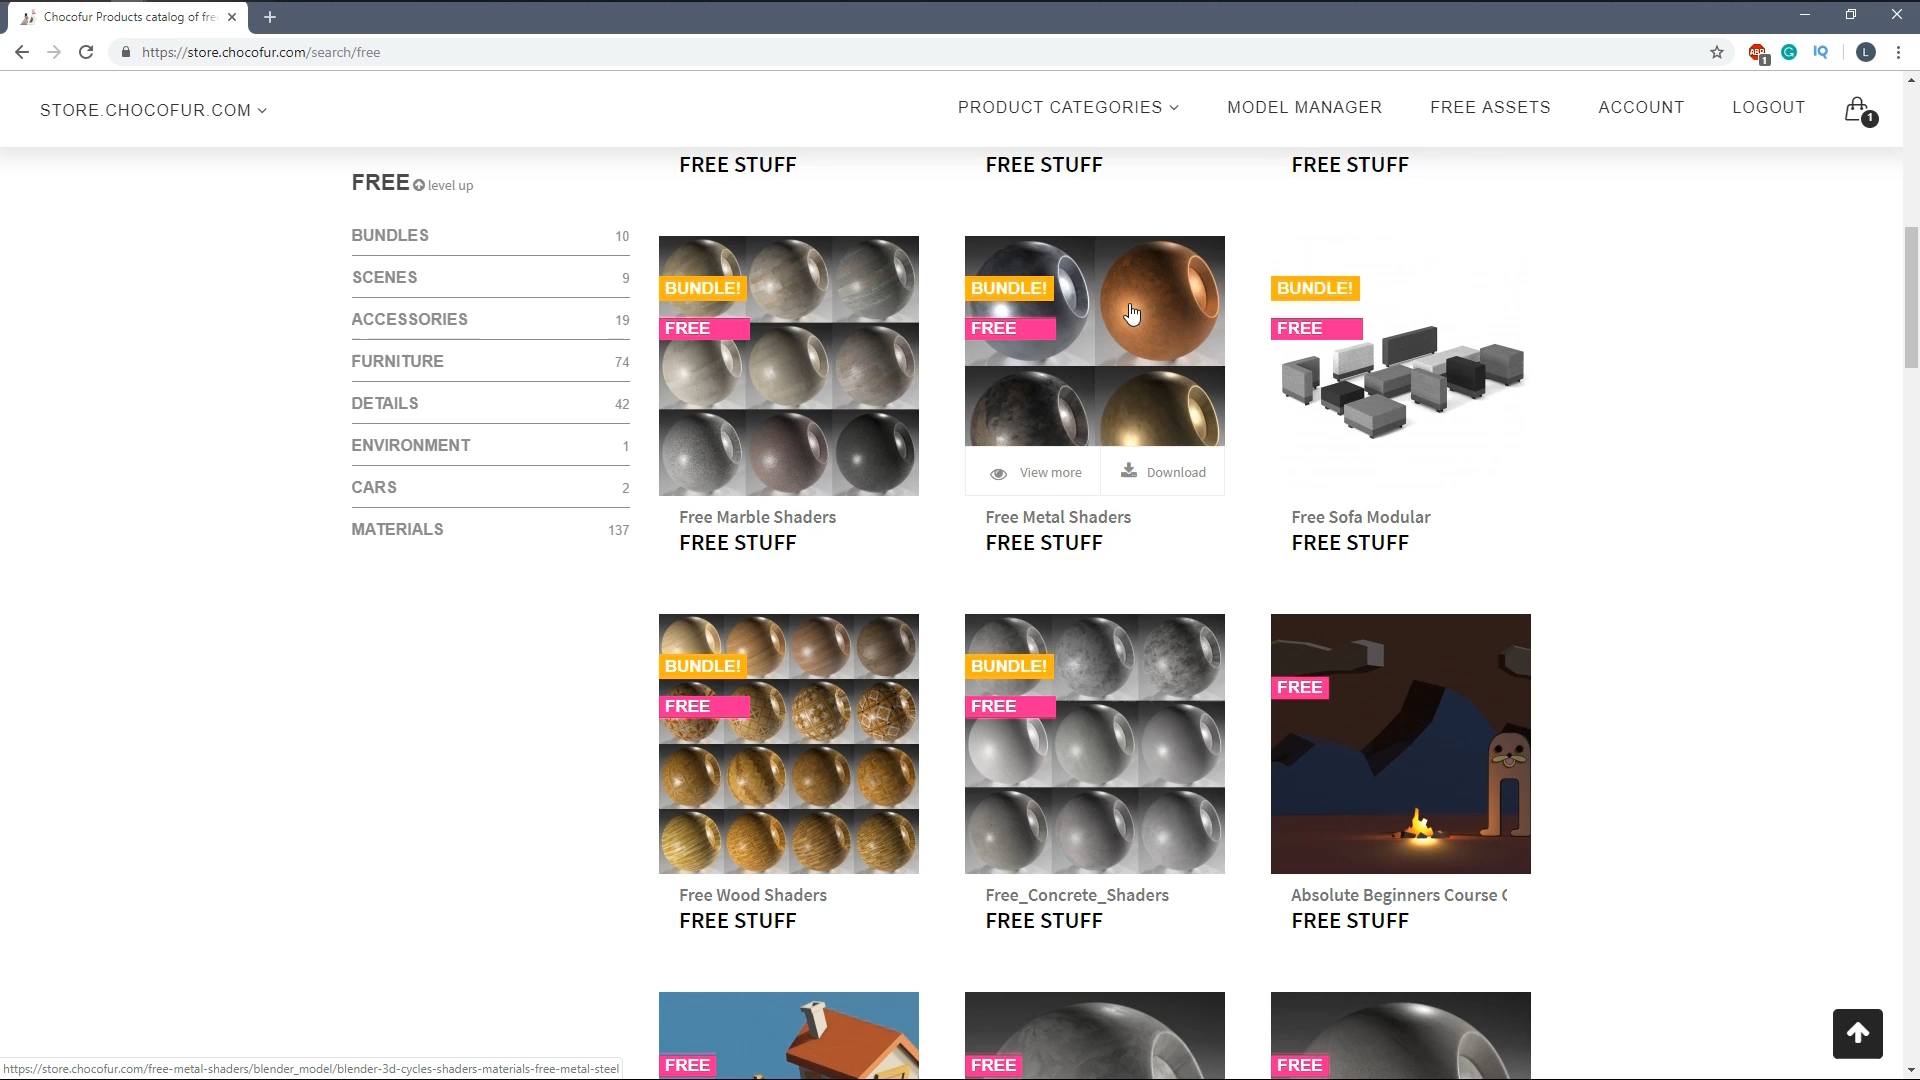 Chocofur Products catalog of fre
https://store.chocofur.com/search/free
ABP
1
IQ
L
STORE.CHOCOFUR.COM
PRODUCT CATEGORIES
MODEL MANAGER
FREE ASSETS
ACCOUNT
LOGOUT
1
FREE level up
BUNDLES 10
SCENES 9
ACCESSORIES 19
FURNITURE 74
DETAILS 42
ENVIRONMENT 1
CARS 2
MATERIALS 137
FREE STUFF
FREE STUFF
FREE STUFF
BUNDLE!
FREE
Free Marble Shaders
FREE STUFF
BUNDLE!
FREE
View more
Download
Free Metal Shaders
FREE STUFF
BUNDLE!
FREE
Free Sofa Modular
FREE STUFF
BUNDLE!
FREE
Free Wood Shaders
FREE STUFF
BUNDLE!
FREE
Free_Concrete_Shaders
FREE STUFF
FREE
Absolute Beginners Course
FREE STUFF
FREE
FREE
FREE
https://store.chocofur.com/free-metal-shaders/blender_model/blender-3d-cycles-shaders-materials-free-metal-steel